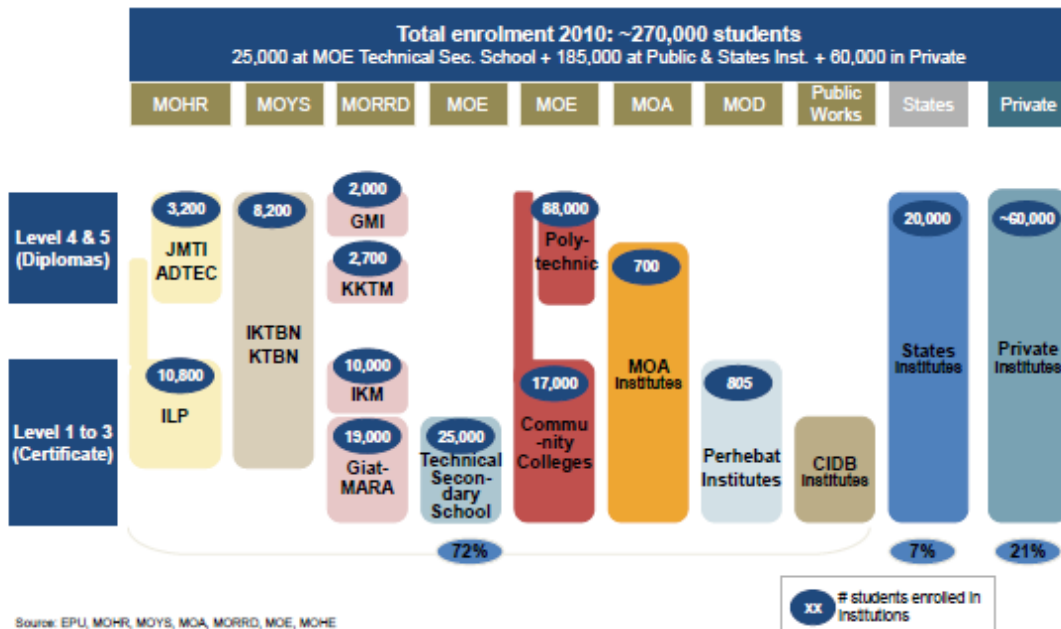 Total enrolment 2010: ~270,000 students
25,000 at MOE Technical Sec. School + 185,000 at Public & States Inst. + 60,000 in Private
MOHR
MOYS
MORRD
MOE
MOE
MOA
MOD
Public
Works
States
Private
Level 4 & 5
(Diplomas)
3,200
JMTI
ADTEC
8,200
IKTBN
KTBN
2,000
GMI
2,700
KKTM
88,000
Poly-
technic
700
MOA
Institutes
20,000
States
Institutes
~60,000
Private
Institutes
Level 1 to 3
(Certificate)
10,800
ILP
10,000
IKM
19,000
Giat-
MARA
25,000
Technical
Secon-
dary
School
17,000
Commu
-nity
Colleges
805
Perhebat
Institutes
CIDB
Institutes
72%
7%
21%
xx
# students enrolled in
institutions
Source: EPU, MOHR, MOYS, MOA, MORRD, MOE, MOHE